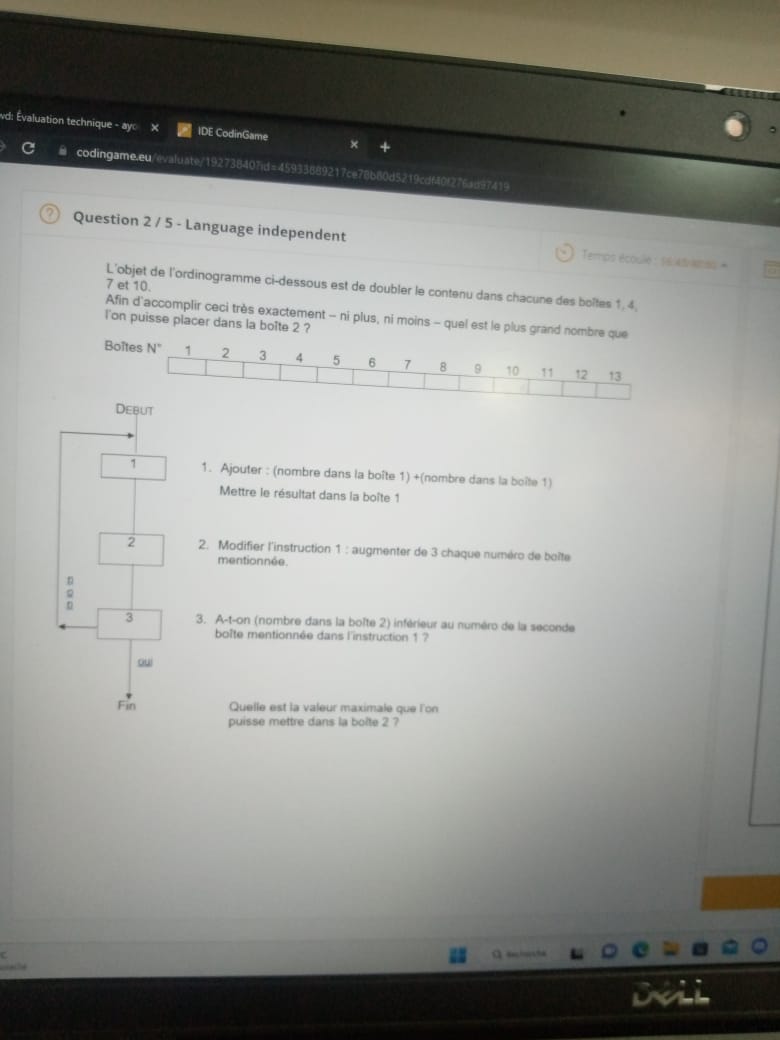 wd: Évaluation technique - ayo
IDE CodinGame
codingame.eu/evaluate/19273840?id=45933889217ce78b80d5219cdf40f276ad97419
Question 2 / 5 - Language independent
Temps écoulé :
L'objet de l'ordinogramme ci-dessous est de doubler le contenu dans chacune des boîtes 1, 4,
7 et 10.
Afin d'accomplir ceci très exactement – ni plus, ni moins – quel est le plus grand nombre que
l'on puisse placer dans la boîte 2 ?
Boîtes N° 1 2 3 4 5 6 7 8 9 10 11 12 13
DEBUT
1
1. Ajouter : (nombre dans la boîte 1) +(nombre dans la boîte 1)
Mettre le résultat dans la boîte 1
2
2. Modifier l'instruction 1 : augmenter de 3 chaque numéro de boîte
mentionnée.
non
3
3. A-t-on (nombre dans la boîte 2) inférieur au numéro de la seconde
boîte mentionnée dans l'instruction 1 ?
oui
Fin
Quelle est la valeur maximale que l'on
puisse mettre dans la boîte 2 ?
Recherche
DELL